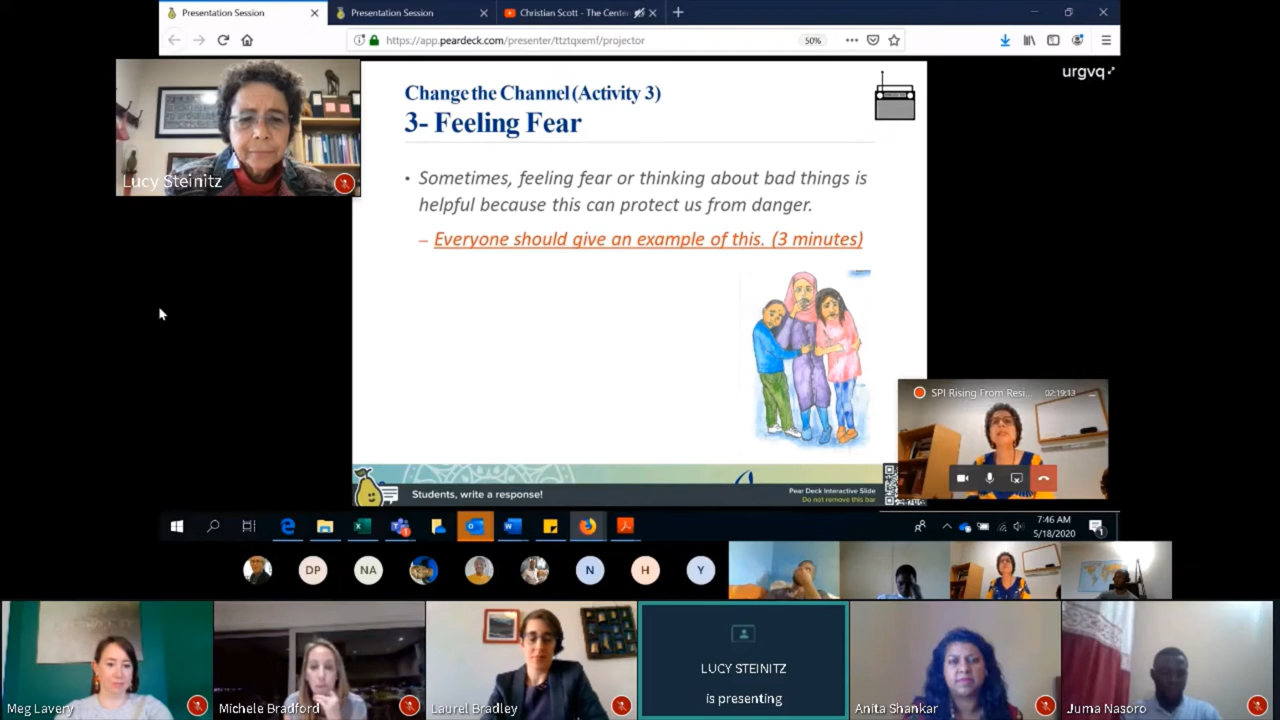 Presentation Session
Presentation Session
Christian Scott - The Cente
https://app.peardeck.com/presenter/ttztqxemf/projector
50%
urgvq
Change the Channel (Activity 3)
3- Feeling Fear
• Sometimes, feeling fear or thinking about bad things is
helpful because this can protect us from danger.
– Everyone should give an example of this. (3 minutes)
Lucy Steinitz
SPI Rising From Resi...
02:19:13
Students, write a response!
Pear Deck Interactive Slide
Do not remove this bar
7:46 AM
5/18/2020
DP
NA
N
H
Y
LUCY STEINITZ
is presenting
Meg Lavery
Michele Bradford
Laurel Bradley
Anita Shankar
Juma Nasoro